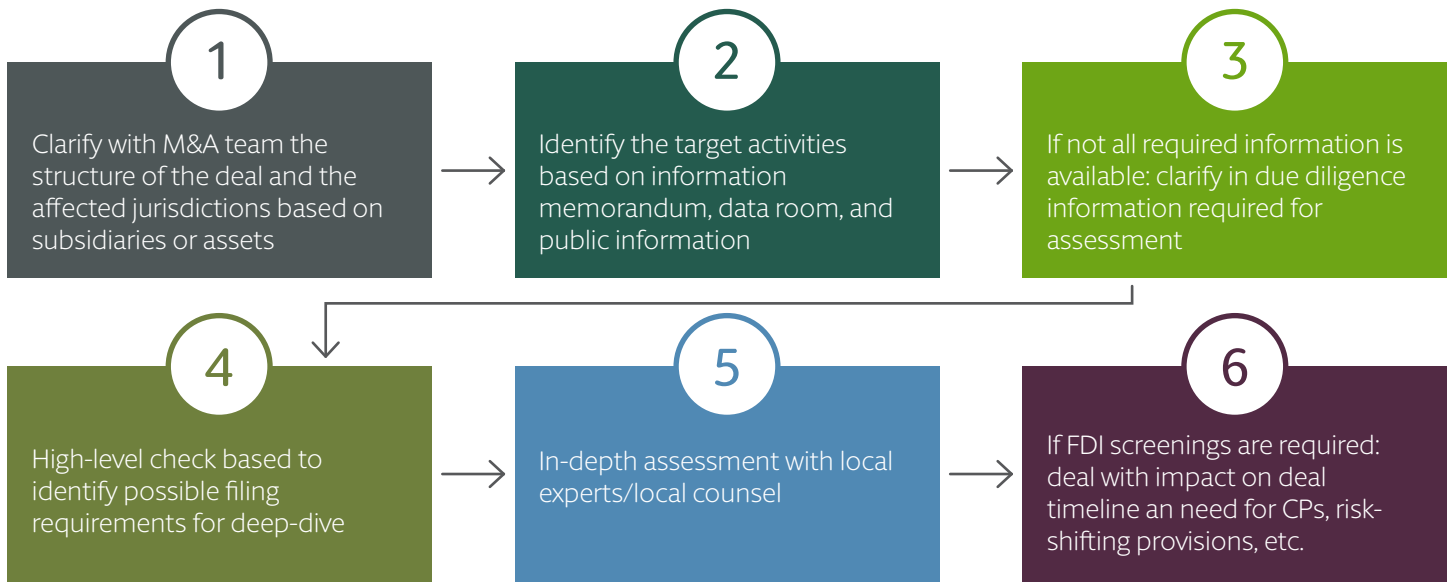 1
Clarify with M&A team the
structure of the deal and the
affected jurisdictions based on
subsidiaries or assets
2
Identify the target activities
based on information
memorandum, data room, and
public information
3
If not all required information is
available: clarify in due diligence
information required for
assessment
4
High-level check based to
identify possible filing
requirements for deep-dive
5
In-depth assessment with local
experts/local counsel
6
If FDI screenings are required:
deal with impact on deal
timeline an need for CPs, risk-
shifting provisions, etc.